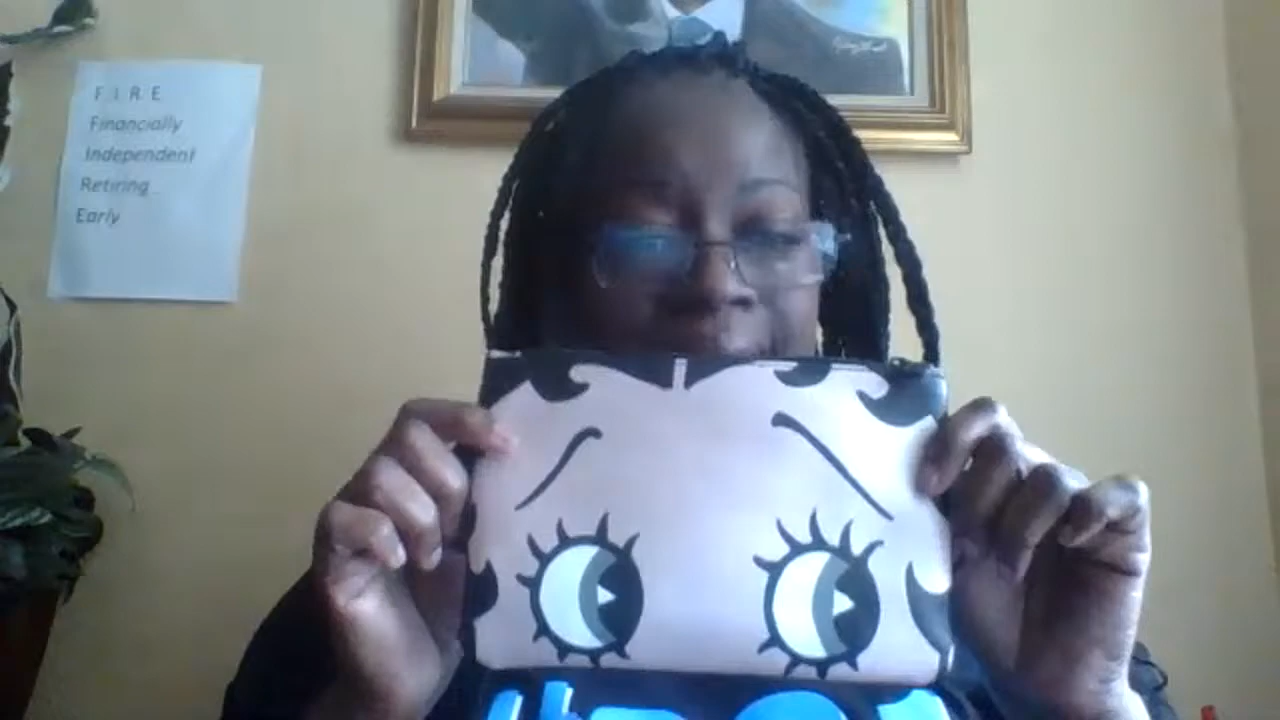 F I R E
Financially
Independent
Retiring
Early